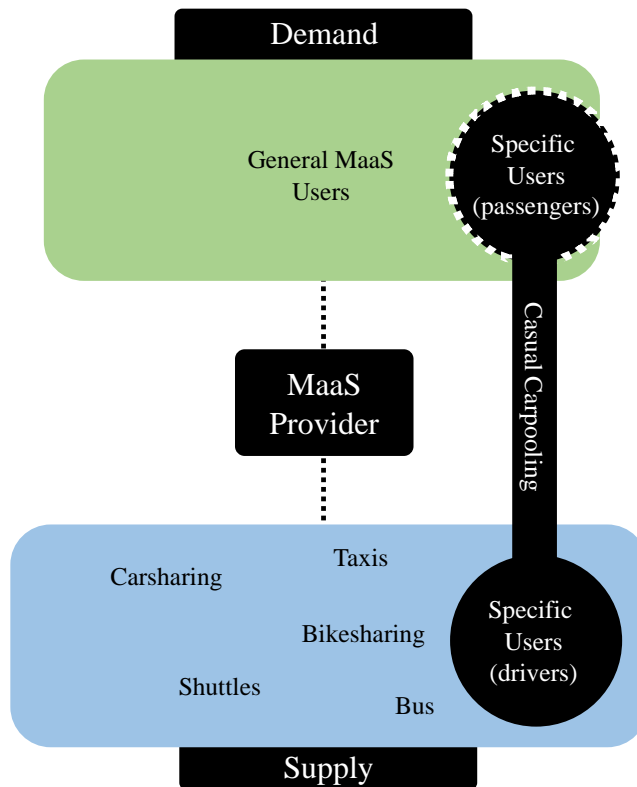 Demand
General MaaS
Users
Specific
Users
(passengers)
Casual Carpooling
MaaS
Provider
Taxis
Carsharing
Bikesharing
Shuttles
Bus
Specific
Users
(drivers)
Supply